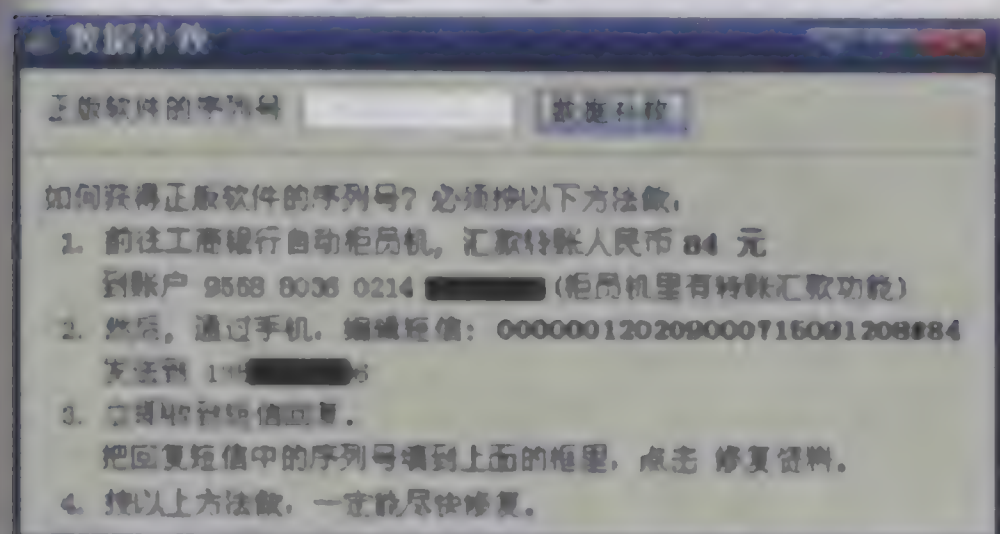 数据补救
正版软件的序列号
如何获得正版软件的序列号？必须按以下方法做，
1. 前往工商银行自动柜员机，汇款转账人民币 84 元
到账户 9558 8036 0214 (柜员机里有转账汇款功能)
2. 然后，通过手机，编辑短信：
发送到
3. 立即收到短信回复。
把回复短信中的序列号填到上面的框里，点击 修复资料。
4. 按以上方法做，一定能尽快修复。